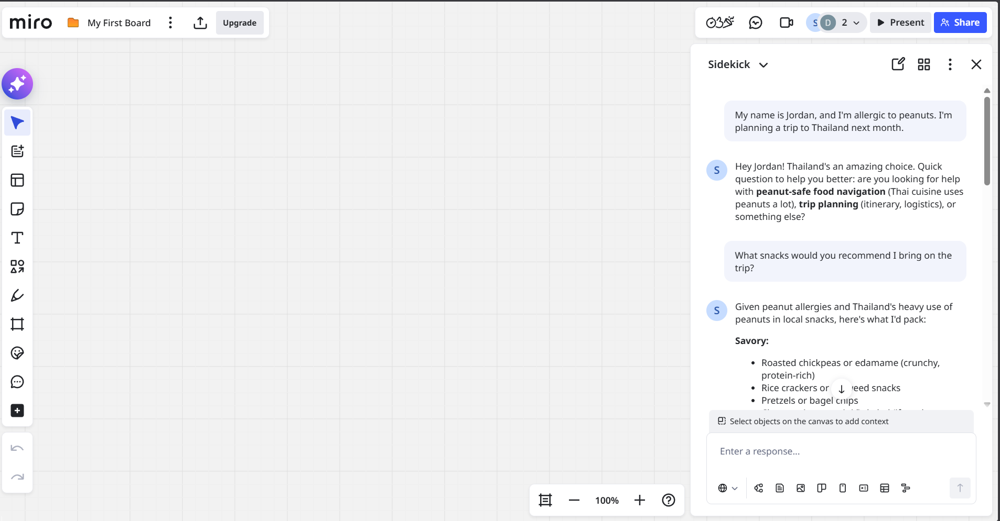 miro
My First Board
Upgrade
S D 2
Present
Share
Sidekick
My name is Jordan, and I'm allergic to peanuts. I'm
planning a trip to Thailand next month.
S
Hey Jordan! Thailand's an amazing choice. Quick
question to help you better: are you looking for help
with peanut-safe food navigation (Thai cuisine uses
peanuts a lot), trip planning (itinerary, logistics), or
something else?
What snacks would you recommend I bring on the
trip?
S
Given peanut allergies and Thailand's heavy use of
peanuts in local snacks, here's what I'd pack:
Savory:
• Roasted chickpeas or edamame (crunchy,
protein-rich)
• Rice crackers or snacks
• Pretzels or bagel chips
Select objects on the canvas to add context
Enter a response...
100%